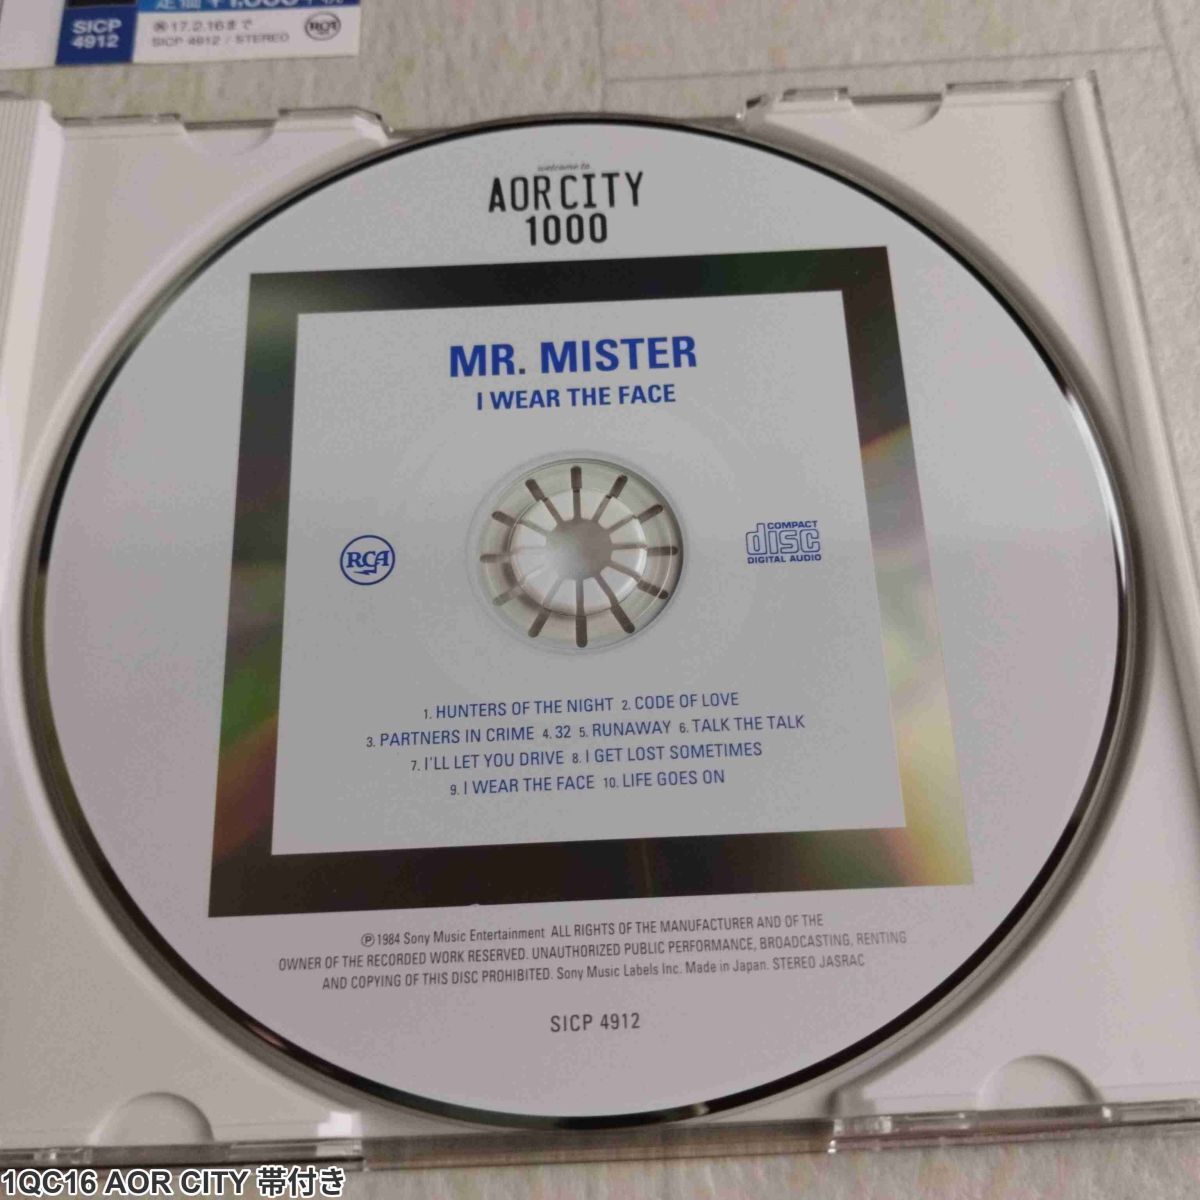 SICP
4912
㋐17.2.16まで
SICP 4912 / STEREO
RCA
welcome to
AOR CITY
1000
MR. MISTER
I WEAR THE FACE
RCA
COMPACT
disc
DIGITAL AUDIO
1. HUNTERS OF THE NIGHT 2. CODE OF LOVE
3. PARTNERS IN CRIME 4. 32 5. RUNAWAY 6. TALK THE TALK
7. I'LL LET YOU DRIVE 8. I GET LOST SOMETIMES
9. I WEAR THE FACE 10. LIFE GOES ON
Ⓟ1984 Sony Music Entertainment ALL RIGHTS OF THE MANUFACTURER AND OF THE
OWNER OF THE RECORDED WORK RESERVED. UNAUTHORIZED PUBLIC PERFORMANCE, BROADCASTING, RENTING
AND COPYING OF THIS DISC PROHIBITED. Sony Music Labels Inc. Made in Japan. STEREO JASRAC
SICP 4912
1QC16 AOR CITY 帯付き